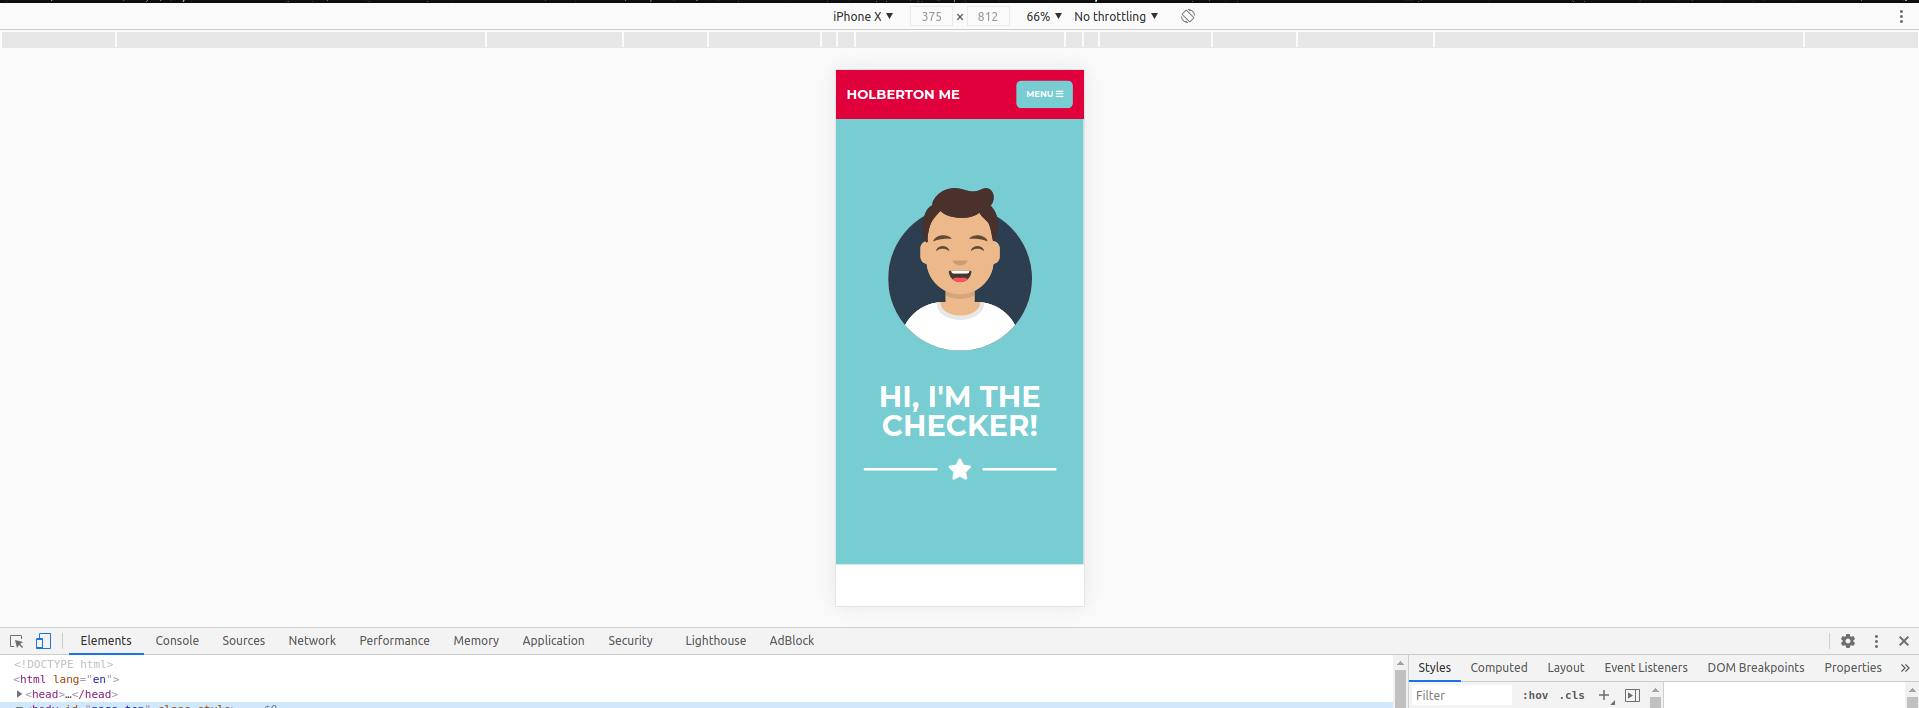 iPhone X ▼ 375 × 812 66% ▼ No throttling ▼
HOLBERTON ME
MENU
HI, I'M THE
CHECKER!
Elements Console Sources Network Performance Memory Application Security Lighthouse AdBlock
<!DOCTYPE html>
<html lang="en">
<head>…</head>
Styles Computed Layout Event Listeners DOM Breakpoints Properties »
Filter :hov .cls +